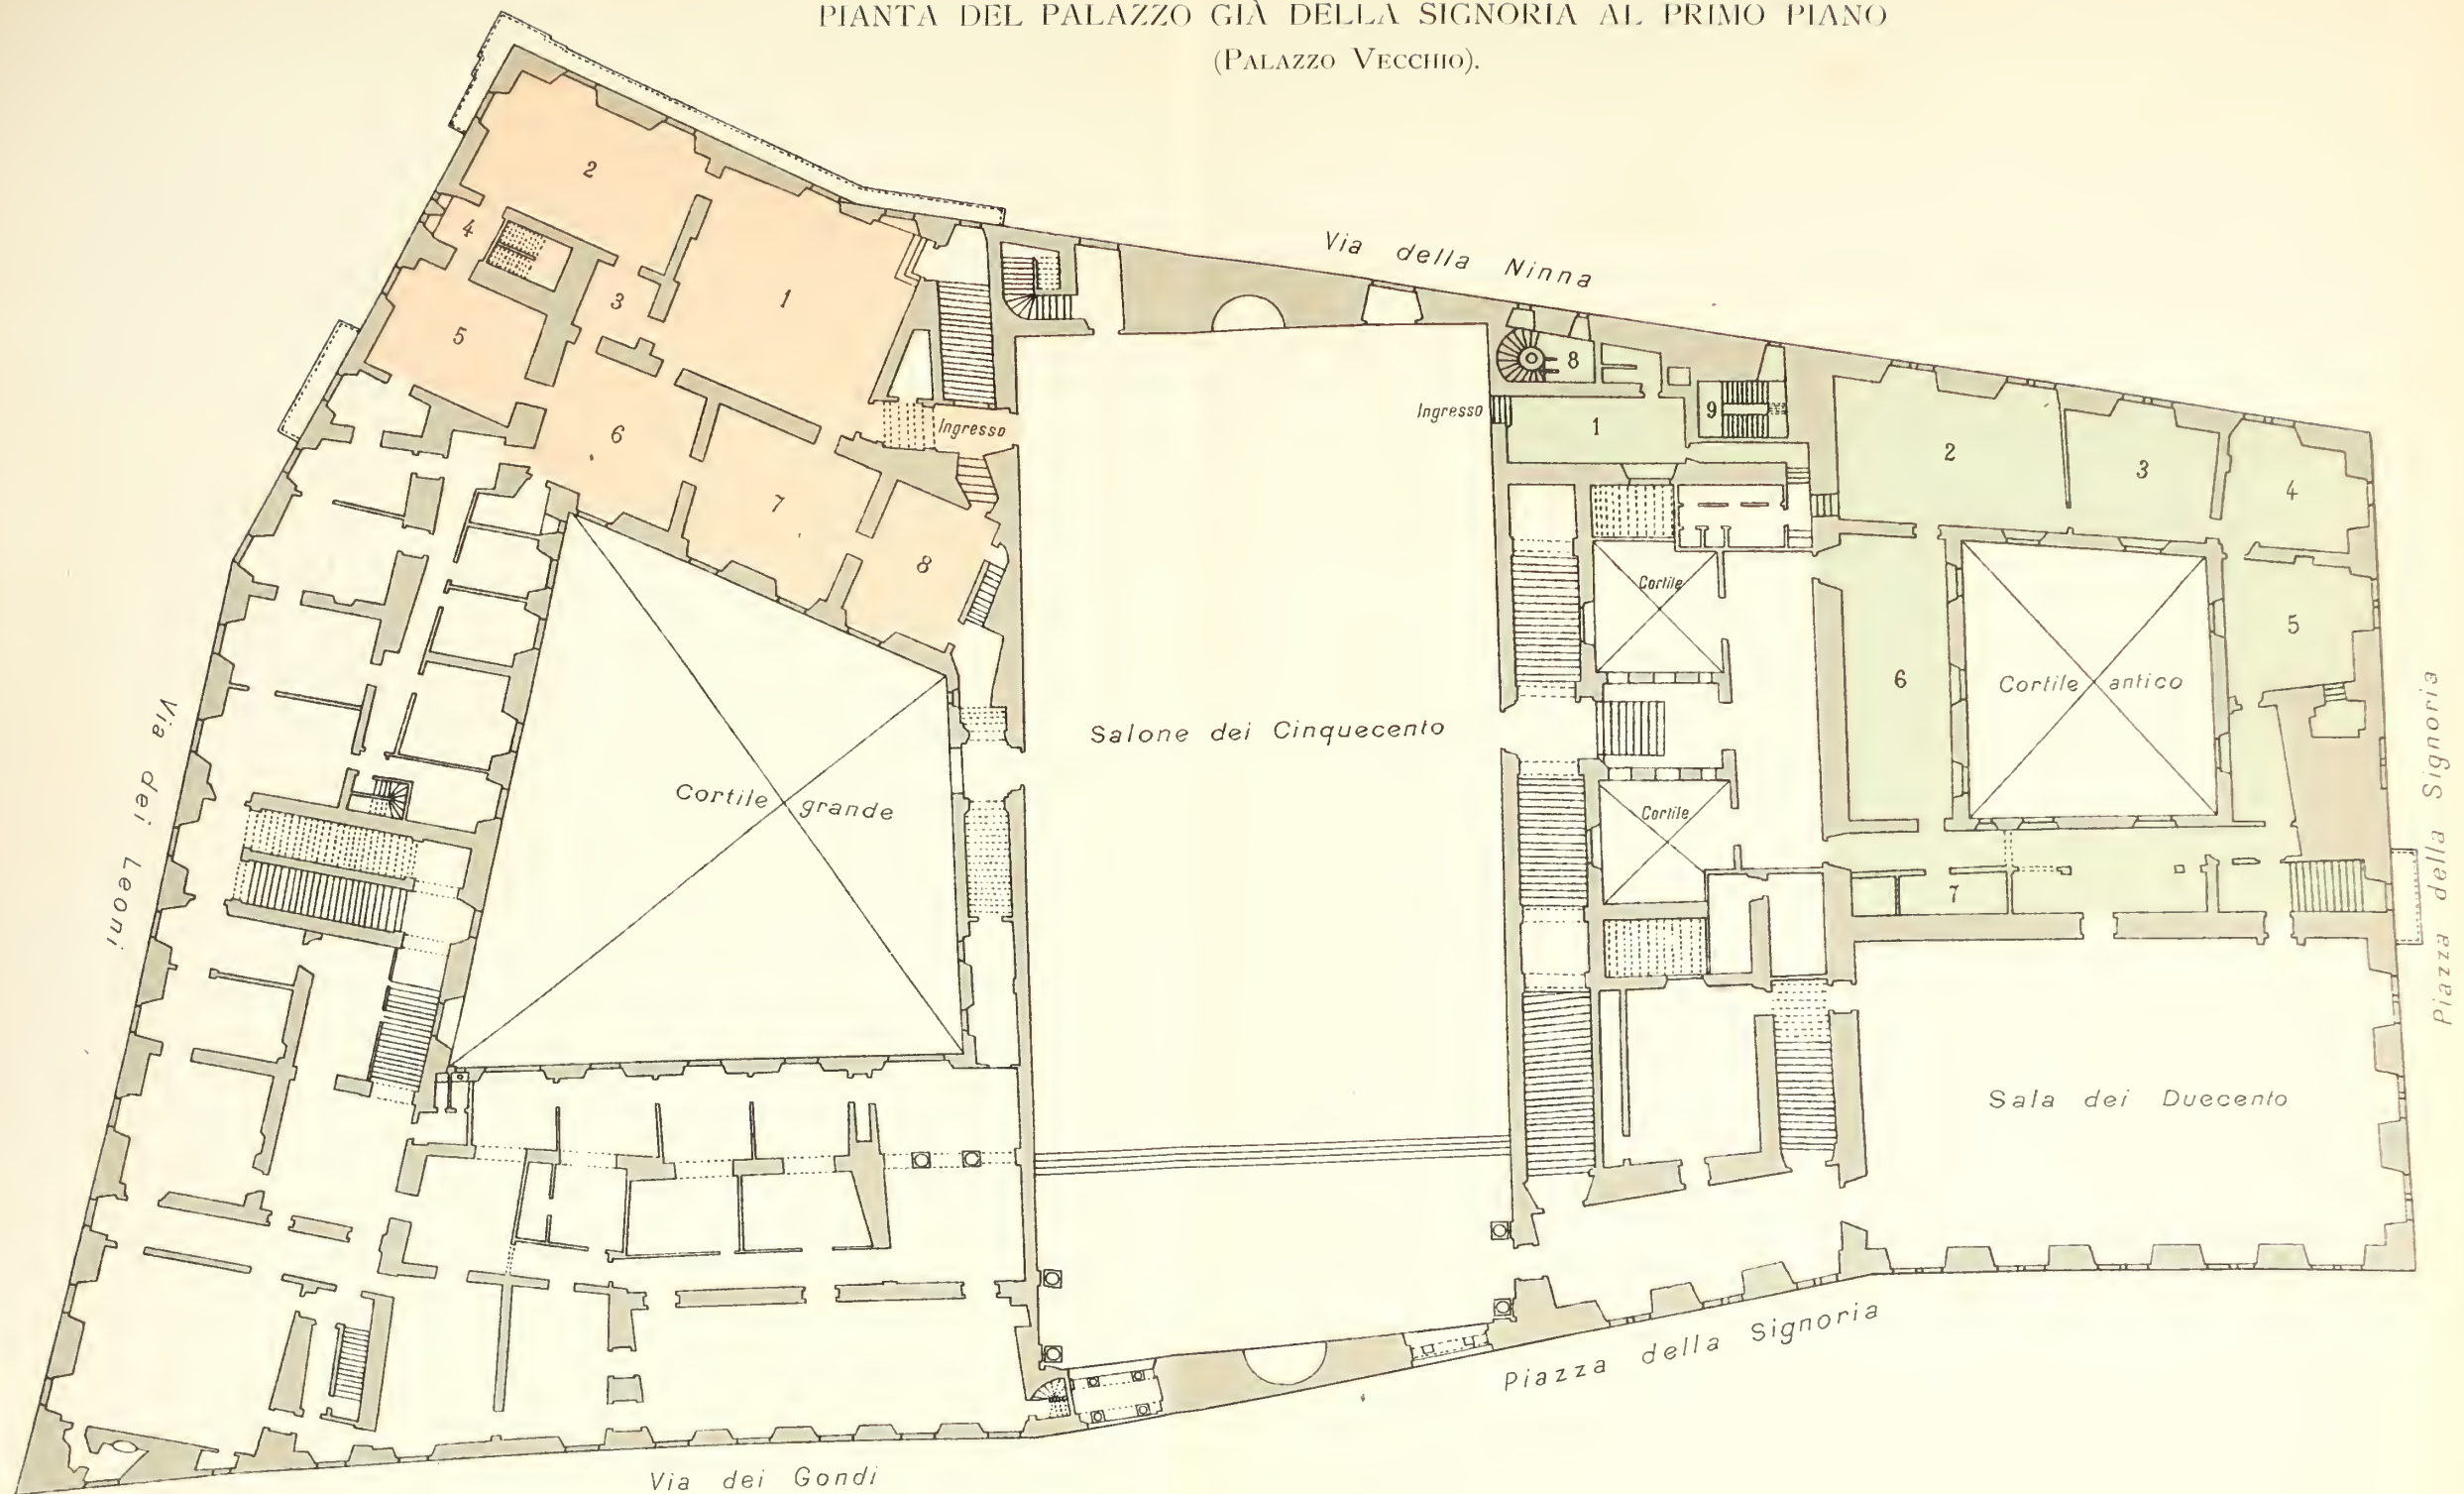 PIANTA DEL PALAZZO GIÀ DELLA SIGNORIA AL PRIMO PIANO
(PALAZZO VECCHIO).
Via della Ninna
2
4
3
1
5
Ingresso
6
7
8
8
9
Ingresso
1
2
3
4
5
6
7
Cortile
Cortile antico
Salone dei Cinquecento
Cortile grande
Cortile
Via dei Leoni
Piazza della Signoria
Sala dei Duecento
Piazza della Signoria
Via dei Gondi